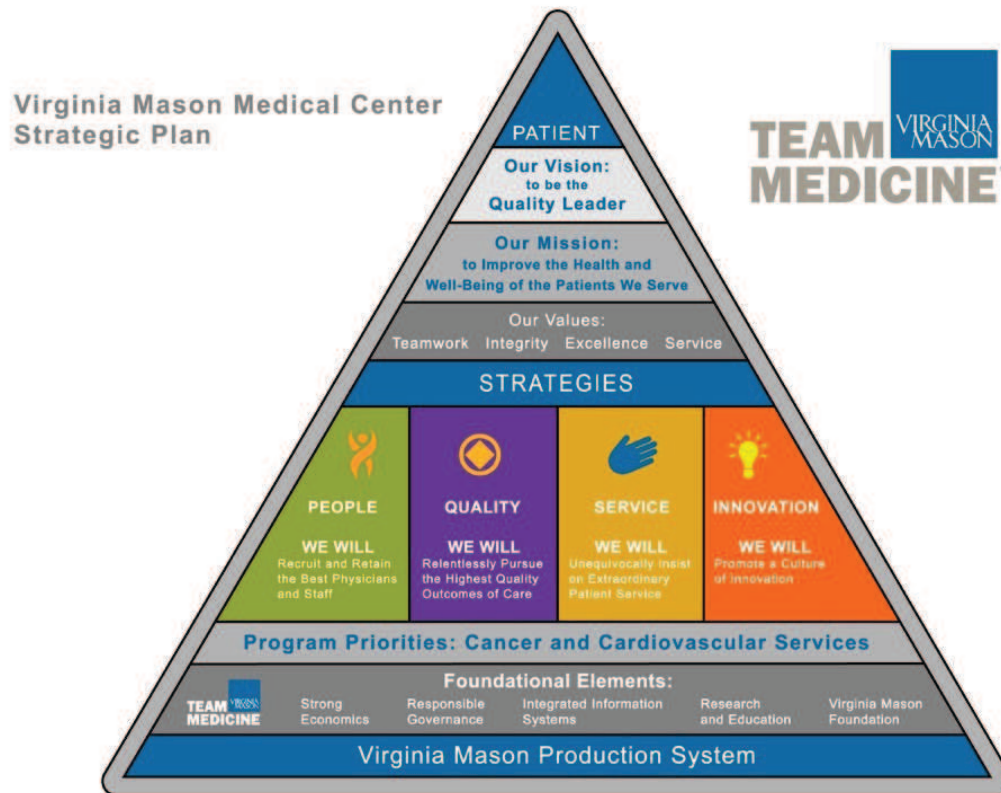 Virginia Mason Medical Center
Strategic Plan
TEAM
MEDICINE
VIRGINIA
MASON
PATIENT
Our Vision:
to be the
Quality Leader
Our Mission:
to Improve the Health and
Well-Being of the Patients We Serve
Our Values:
Teamwork Integrity Excellence Service
STRATEGIES
PEOPLE
WE WILL
Recruit and Retain
the Best Physicians
and Staff
QUALITY
WE WILL
Relentlessly Pursue
the Highest Quality
Outcomes of Care
SERVICE
WE WILL
Unequivocally Insist
on Extraordinary
Patient Service
INNOVATION
WE WILL
Promote a Culture
of Innovation
Program Priorities: Cancer and Cardiovascular Services
Foundational Elements:
TEAM
MEDICINE
VIRGINIA
MASON
Strong
Economics
Responsible
Governance
Integrated Information
Systems
Research
and Education
Virginia Mason
Foundation
Virginia Mason Production System